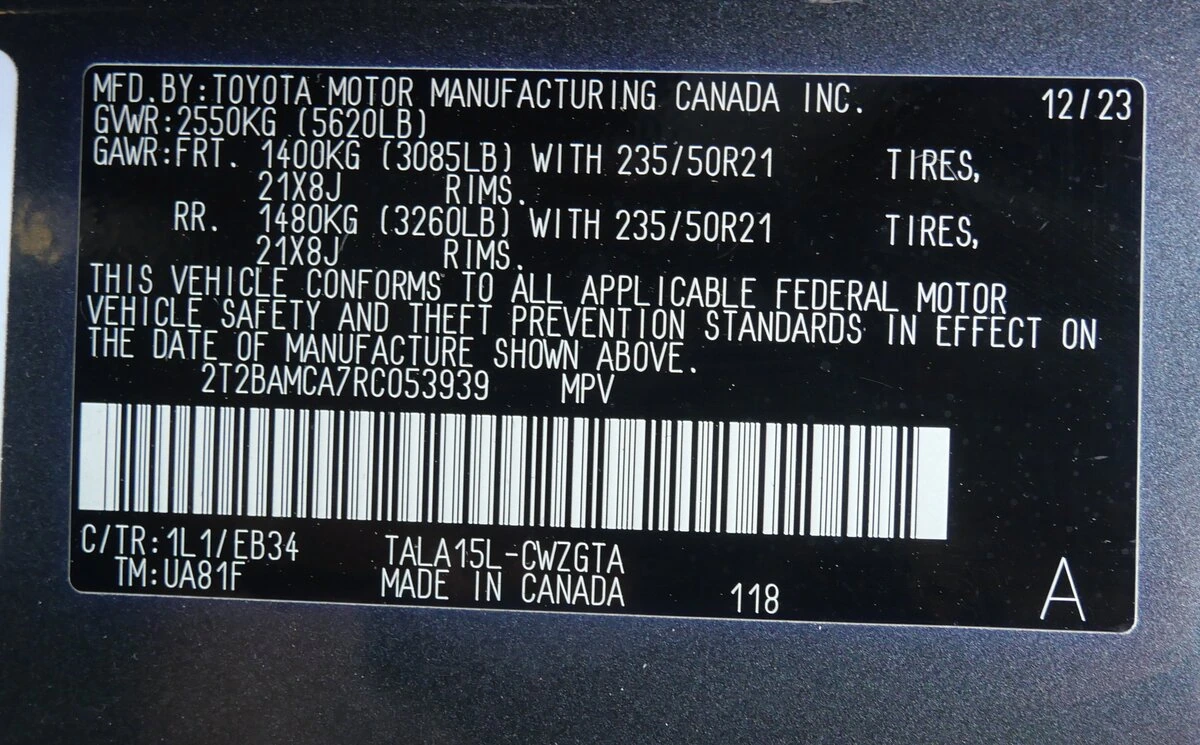 MFD.BY:TOYOTA MOTOR MANUFACTURING CANADA INC. 12/23
GVWR:2550KG (5620LB)
GAWR:FRT. 1400KG (3085LB) WITH 235/50R21 TIRES,
21X8J RIMS.
RR. 1480KG (3260LB) WITH 235/50R21 TIRES,
21X8J RIMS.
THIS VEHICLE CONFORMS TO ALL APPLICABLE FEDERAL MOTOR
VEHICLE SAFETY AND THEFT PREVENTION STANDARDS IN EFFECT ON
THE DATE OF MANUFACTURE SHOWN ABOVE.
2T2BAMCA7RC053939 MPV
C/TR:1L1/EB34 TALA15L-CWZGTA
TM:UA81F MADE IN CANADA 118 A